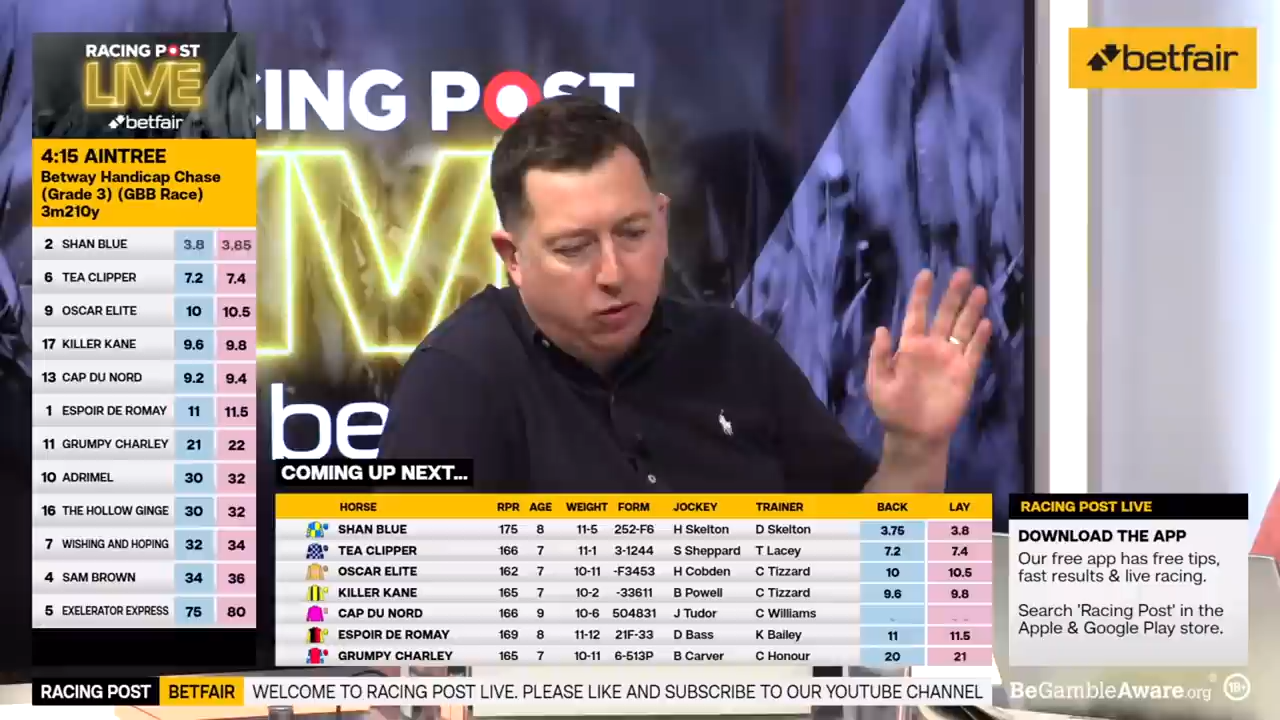 RACING POST
LIVE
betfair
4:15 AINTREE
Betway Handicap Chase
(Grade 3) (GBB Race)
3m210y
2 SHAN BLUE 3.8 3.85
6 TEA CLIPPER 7.2 7.4
9 OSCAR ELITE 10 10.5
17 KILLER KANE 9.6 9.8
13 CAP DU NORD 9.2 9.4
1 ESPOIR DE ROMAY 11 11.5
11 GRUMPY CHARLEY 21 22
10 ADRIMEL 30 32
16 THE HOLLOW GINGE 30 32
7 WISHING AND HOPING 32 34
4 SAM BROWN 34 36
5 EXELERATOR EXPRESS 75 80
CING POST
be
betfair
COMING UP NEXT...
HORSE RPR AGE WEIGHT FORM JOCKEY TRAINER BACK LAY
SHAN BLUE 175 8 11-5 252-F6 H Skelton D Skelton 3.75 3.8
TEA CLIPPER 166 7 11-1 3-1244 S Sheppard T Lacey 7.2 7.4
OSCAR ELITE 162 7 10-11 -F3453 H Cobden C Tizzard 10 10.5
KILLER KANE 165 7 10-2 -33611 B Powell C Tizzard 9.6 9.8
CAP DU NORD 166 9 10-6 504831 J Tudor C Williams
ESPOIR DE ROMAY 169 8 11-12 21F-33 D Bass K Bailey 11 11.5
GRUMPY CHARLEY 165 7 10-11 6-513P B Carver C Honour 20 21
RACING POST LIVE
DOWNLOAD THE APP
Our free app has free tips,
fast results & live racing.
Search 'Racing Post' in the
Apple & Google Play store.
RACING POST BETFAIR WELCOME TO RACING POST LIVE. PLEASE LIKE AND SUBSCRIBE TO OUR YOUTUBE CHANNEL
BeGambleAware.org 18+